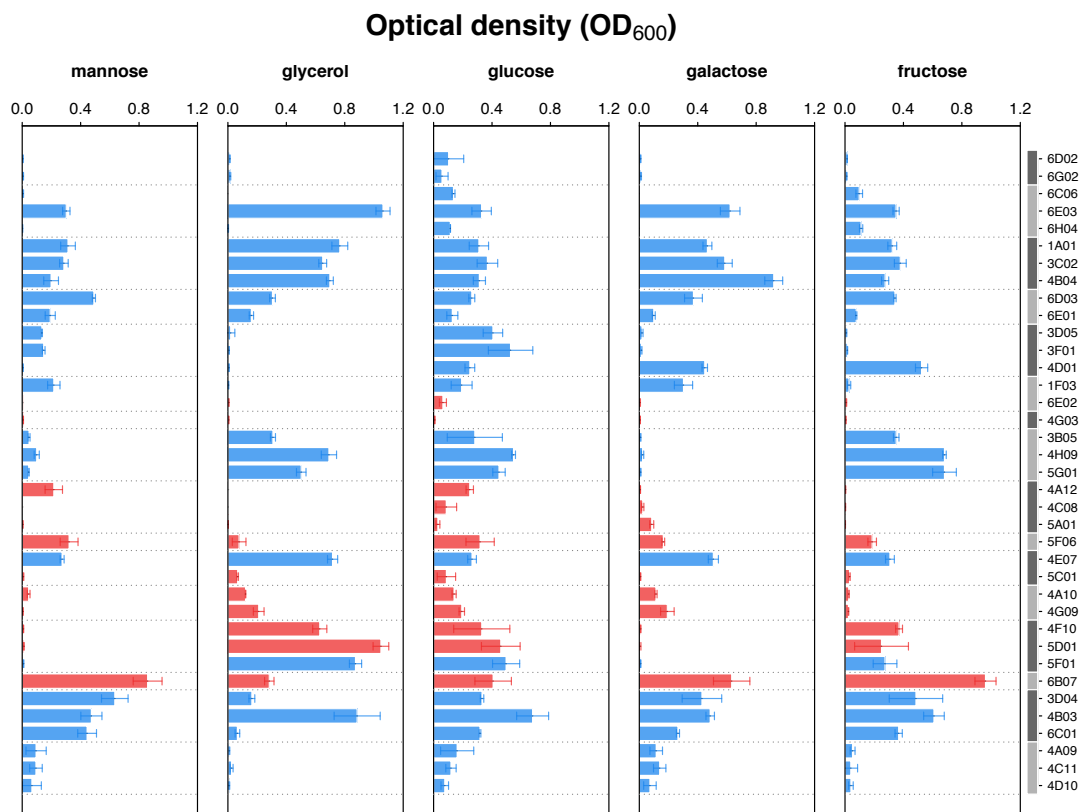 Optical density (OD600)
mannose glycerol glucose galactose fructose
0.0 0.4 0.8 1.2 0.0 0.4 0.8 1.2 0.0 0.4 0.8 1.2 0.0 0.4 0.8 1.2 0.0 0.4 0.8 1.2
6D02
6G02
6C06
6E03
6H04
1A01
3C02
4B04
6D03
6E01
3D05
3F01
4D01
1F03
6E02
4G03
3B05
4H09
5G01
4A12
4C08
5A01
5F06
4E07
5C01
4A10
4G09
4F10
5D01
5F01
6B07
3D04
4B03
6C01
4A09
4C11
4D10